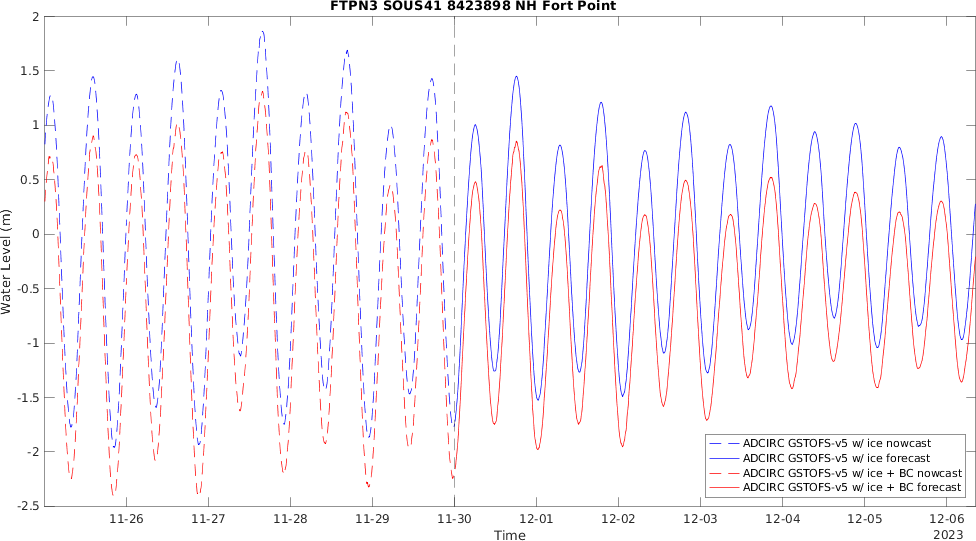 FTPN3 SOUS41 8423898 NH Fort Point
2
1.5
1
0.5
0
-0.5
-1
-1.5
-2
-2.5
Water Level (m)
ADCIRC GSTOFS-v5 w/ ice nowcast
ADCIRC GSTOFS-v5 w/ ice forecast
ADCIRC GSTOFS-v5 w/ ice + BC nowcast
ADCIRC GSTOFS-v5 w/ ice + BC forecast
11-26 11-27 11-28 11-29 11-30 12-01 12-02 12-03 12-04 12-05 12-06
Time 2023